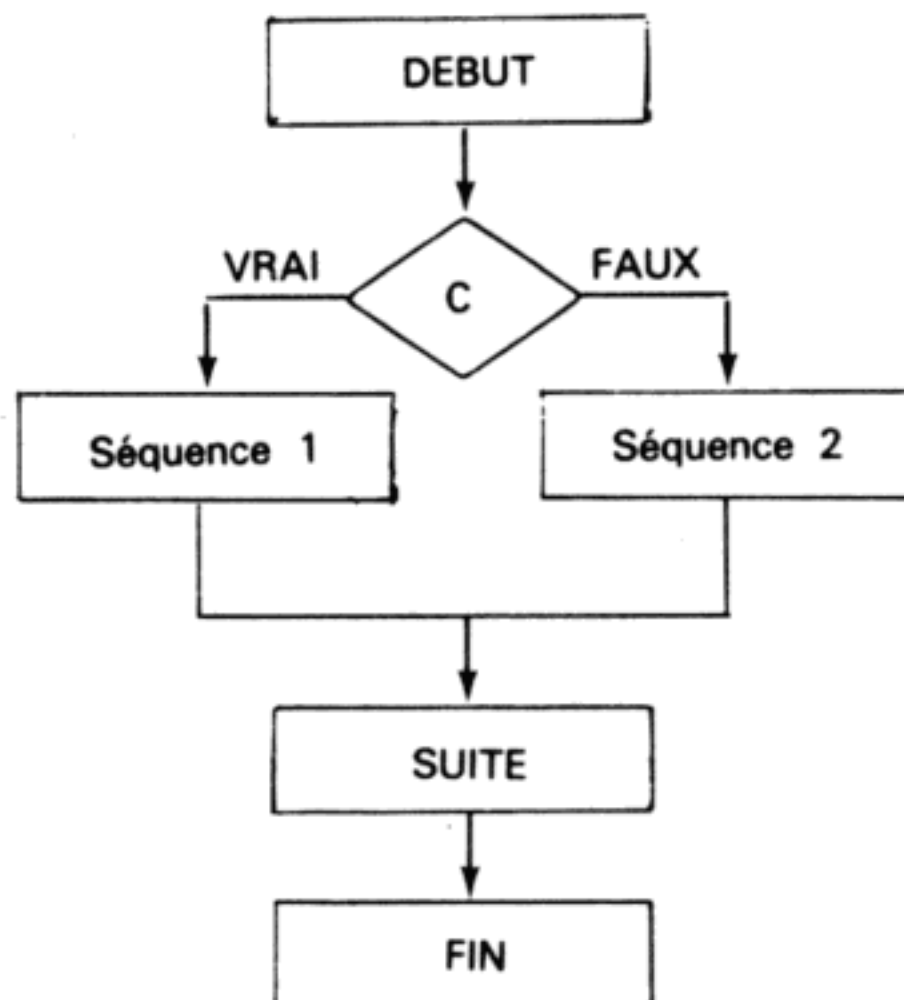 DEBUT
VRAI
FAUX
C
Séquence 1
Séquence 2
SUITE
FIN